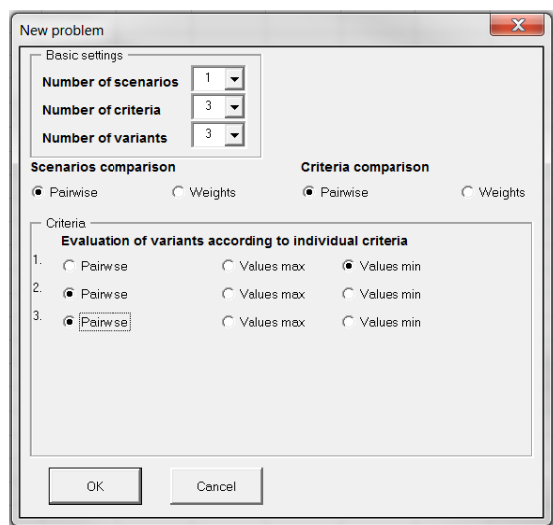 New problem
Basic settings
Number of scenarios 1
Number of criteria 3
Number of variants 3
Scenarios comparison Criteria comparison
Pairwise Weights Pairwise Weights
Criteria
Evaluation of variants according to individual criteria
1. Pairwse Values max Values min
2. Pairwse Values max Values min
3. Pairwse Values max Values min
OK Cancel